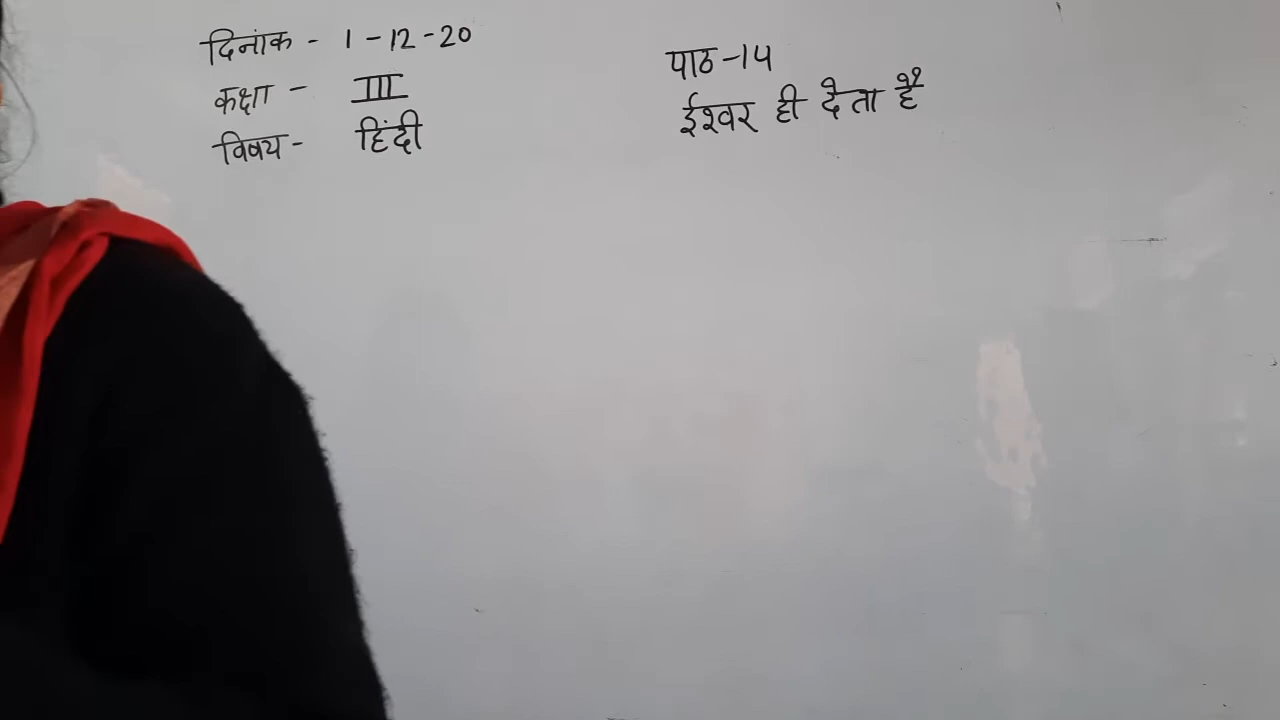 दिनांक - 1-12-20
कक्षा - III
विषय - हिंदी
पाठ-14
ईश्वर ही देता है